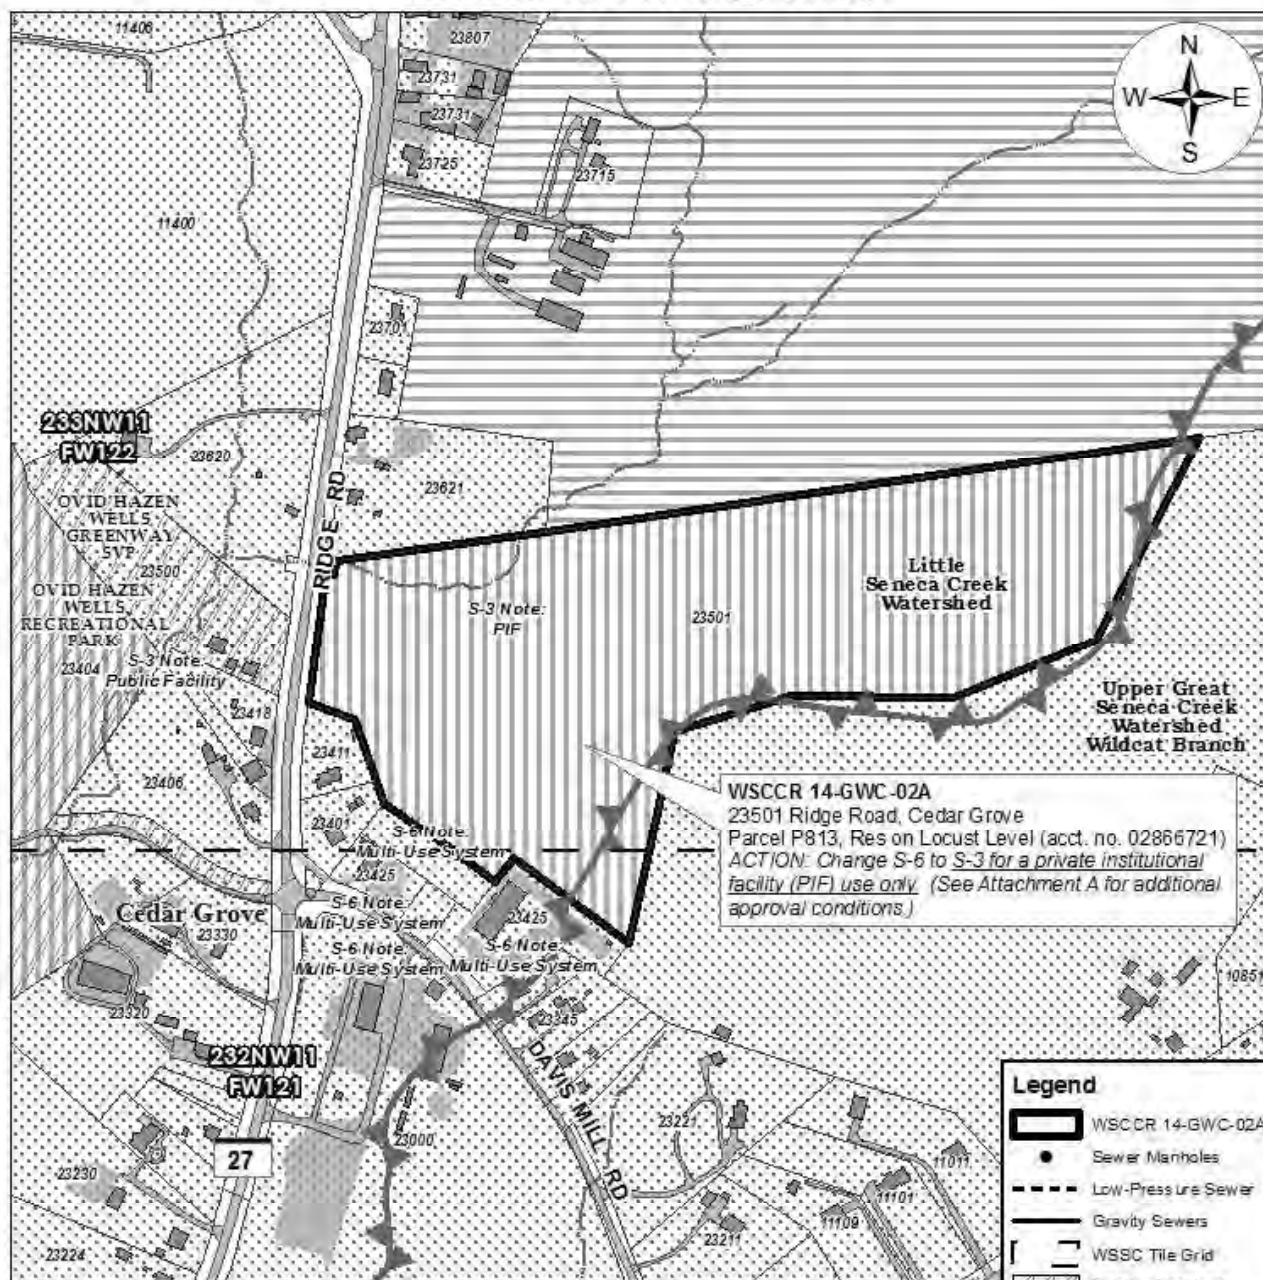 11406
23807
N
W
E
S
23731
23731
23725
23715
11400
23701
233NW11
FW122
23620
23621
RIDGE RD
OVID HAZEN
WELLS
GREENWAY
SVP
23500
OVID HAZEN
WELLS
RECREATIONAL
PARK
23404
S-3 Note:
Public Facility
S-3 Note:
PIF
23501
Little
Seneca Creek
Watershed
Upper Great
Seneca Creek
Watershed
Wildcat Branch
23418
23411
23406
23401
WSCCR 14-GWC-02A
23501 Ridge Road, Cedar Grove
Parcel P813, Res on Locust Level (acct. no. 02866721)
ACTION: Change S-6 to S-3 for a private institutional
facility (PIF) use only (See Attachment A for additional
approval conditions.)
S-6 Note:
Multi-Use System
23425
S-6 Note:
Multi-Use System
23425
S-6 Note:
Multi-Use System
S-6 Note:
Multi-Use System
Cedar Grove
23330
23320
23345
10851
232NW11
FW121
DAVIS MILL RD
23000
27
23221
23230
11011
11101
11109
23211
23224
Legend
WSCCR 14-GWC-02A
Sewer Manholes
Low-Pressure Sewer
Gravity Sewers
WSSC Tile Grid